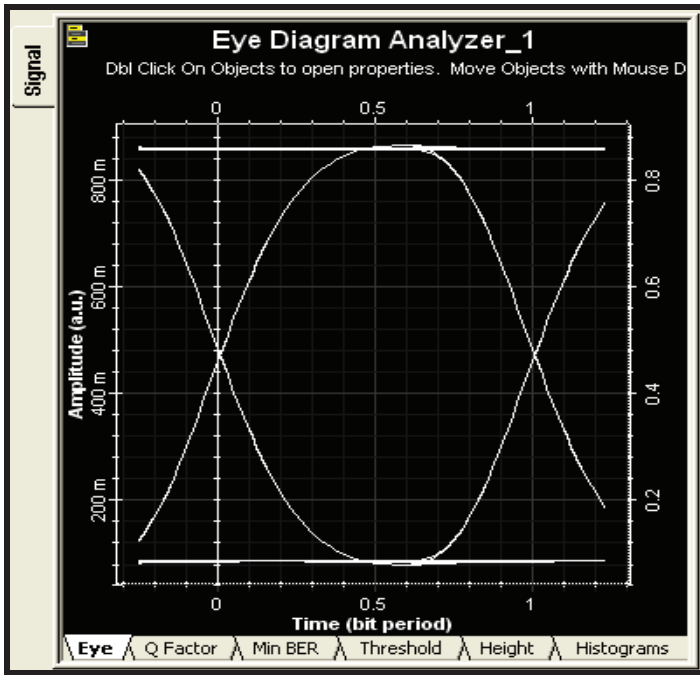 Signal
Eye Diagram Analyzer_1
Dbl Click On Objects to open properties. Move Objects with Mouse D
0 0.5 1
Amplitude (a.u.)
800 m
600 m
400 m
200 m
0.8
0.6
0.4
0.2
0 0.5 1
Time (bit period)
Eye Q Factor Min BER Threshold Height Histograms